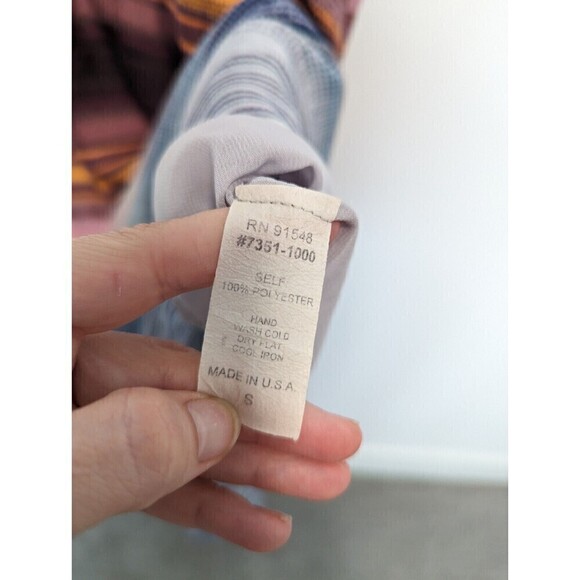 RN 91548
#7351-1000
SELF
100% POLYESTER
HAND
WASH COLD
DRY FLAT
COOL IRON
MADE IN U.S.A.
S